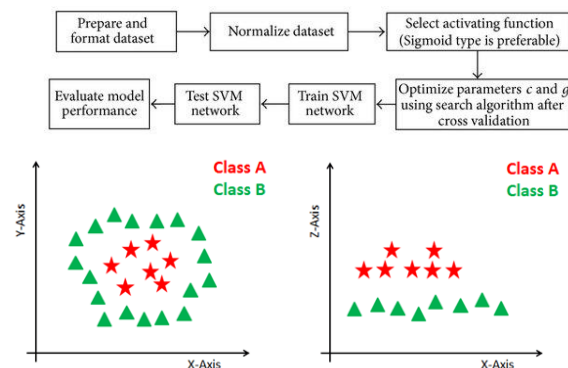 Prepare and
format dataset
Normalize dataset
Select activating function
(Sigmoid type is preferable)
Evaluate model
performance
Test SVM
network
Train SVM
network
Optimize parameters c and g
using search algorithm after
cross validation
Class A
Class B
Y-Axis
X-Axis
Class A
Class B
Z-Axis
X-Axis